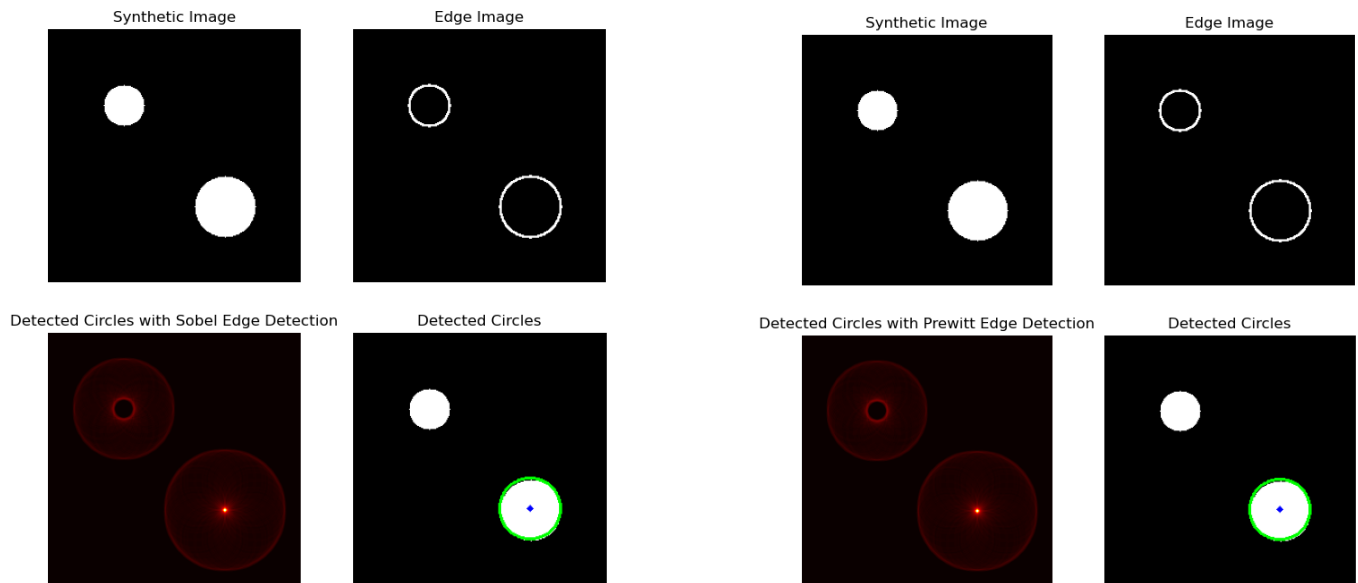 Synthetic Image
Edge Image
Synthetic Image
Edge Image
Detected Circles with Sobel Edge Detection
Detected Circles
Detected Circles with Prewitt Edge Detection
Detected Circles